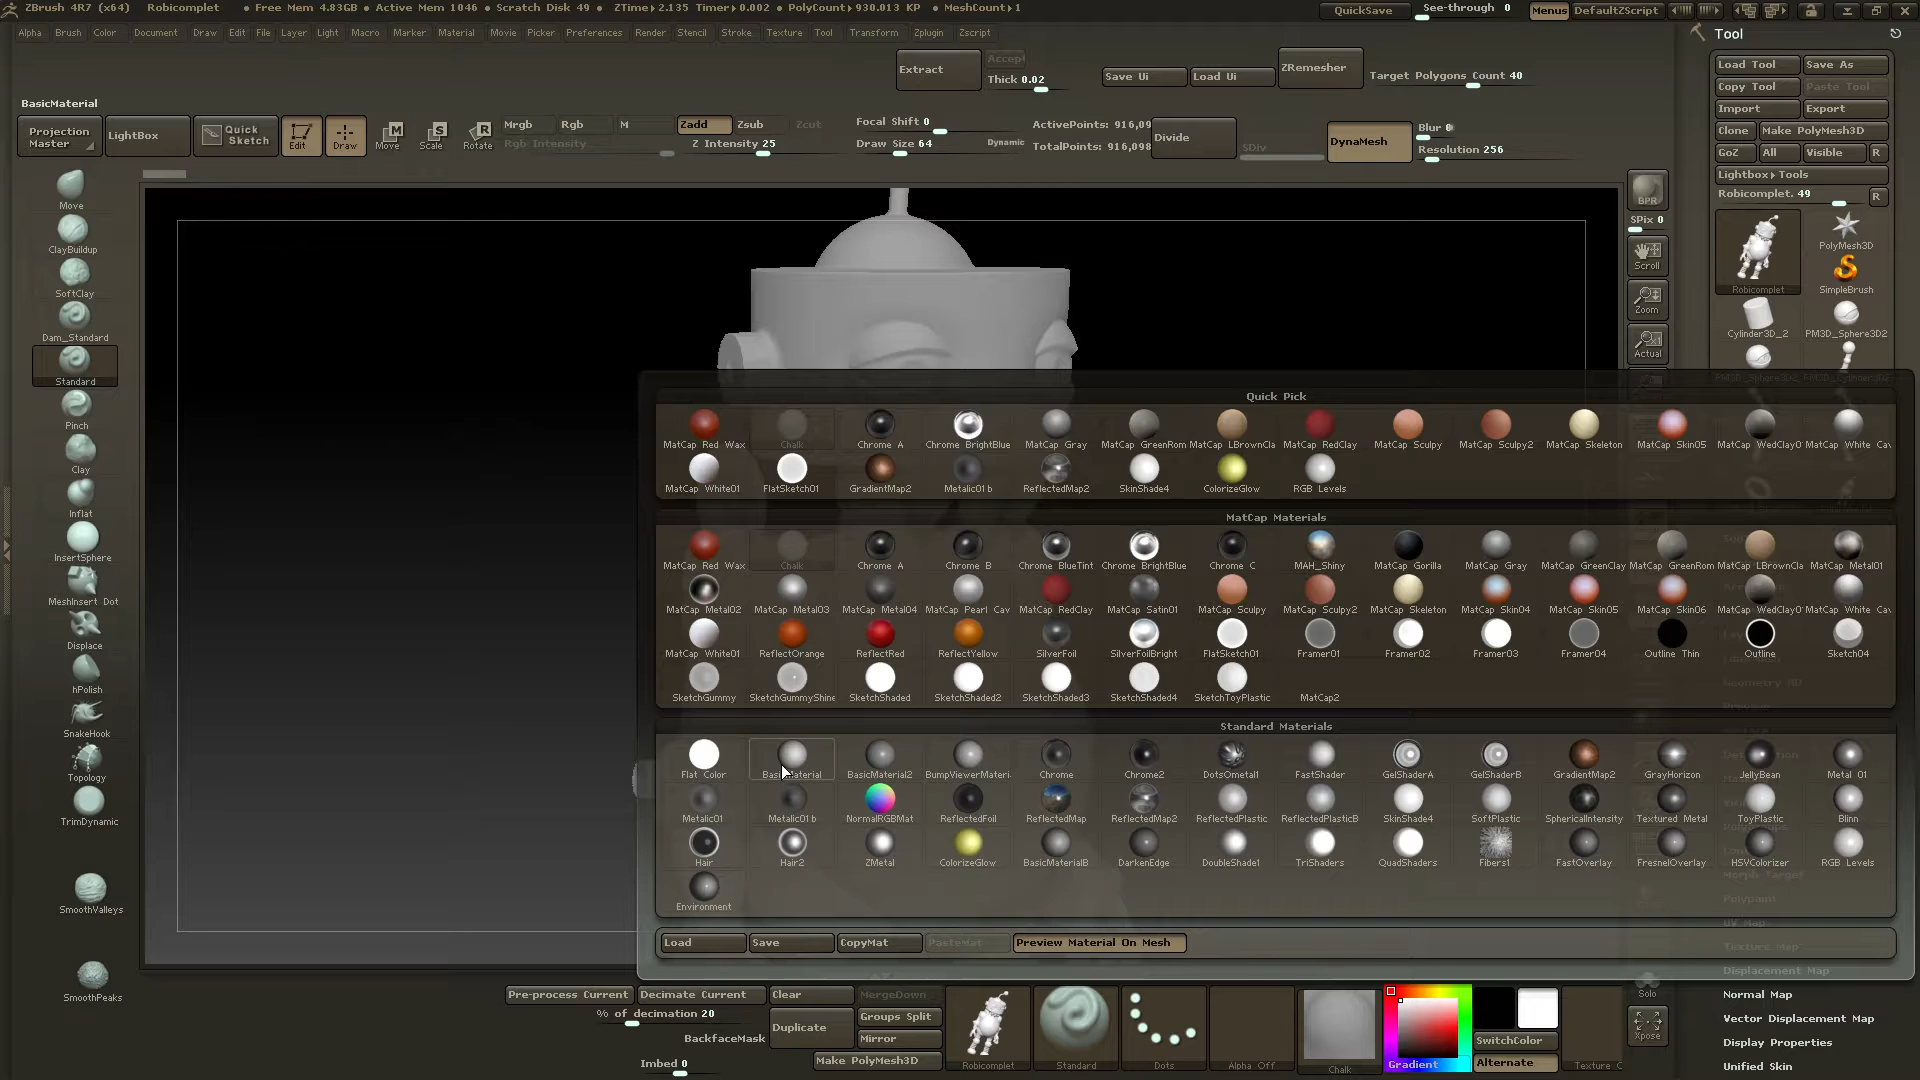 ZBrush 4R7 (x64) Robicomplet • Free Mem 4.83GB • Active Mem 1046 • Scratch Disk 49 • ZTime▸2.135 Timer▸0.002 • PolyCount▸930.013 KP • MeshCount▸1 QuickSave See-through 0 Menus DefaultZScript
Alpha Brush Color Document Draw Edit File Layer Light Macro Marker Material Movie Picker Preferences Render Stencil Stroke Texture Tool Transform Zplugin Zscript
Tool
Extract Accept
Thick 0.02
Save Ui Load Ui ZRemesher Target Polygons Count 40
Load Tool Save As
Copy Tool Paste Tool
Import Export
Clone Make PolyMesh3D
GoZ All Visible R
Lightbox▸Tools
Robicomplet. 49 R
BasicMaterial
Projection Master LightBox Quick Sketch Edit Draw Move Scale Rotate
Mrgb Rgb M Zadd Zsub Zcut
Rgb Intensity Z Intensity 25
Focal Shift 0
Draw Size 64 Dynamic
ActivePoints: 916,09
TotalPoints: 916,098
Divide SDiv DynaMesh Blur 0
Resolution 256
Move
ClayBuildup
SoftClay
Dam_Standard
Standard
Pinch
Clay
Inflat
InsertSphere
MeshInsert Dot
Displace
hPolish
SnakeHook
Topology
TrimDynamic
SmoothValleys
SmoothPeaks
BPR
SPix 0
Scroll
Zoom
Actual
PolyMesh3D
Robicomplet SimpleBrush
Cylinder3D_2 PM3D_Sphere3D2
Quick Pick
MatCap Red Wax Chalk Chrome A Chrome BrightBlue MatCap Gray MatCap GreenRom MatCap LBrownCla MatCap RedClay MatCap Sculpy MatCap Sculpy2 MatCap Skeleton MatCap Skin05 MatCap WedClay0 MatCap White Cav
MatCap White01 FlatSketch01 GradientMap2 Metalic01 b ReflectedMap2 SkinShade4 ColorizeGlow RGB Levels
MatCap Materials
MatCap Red Wax Chalk Chrome A Chrome B Chrome BlueTint Chrome BrightBlue Chrome C MAH_Shiny MatCap Gorilla MatCap Gray MatCap GreenClay MatCap GreenRom MatCap LBrownCla MatCap Metal01
MatCap Metal02 MatCap Metal03 MatCap Metal04 MatCap Pearl Cav MatCap RedClay MatCap Satin01 MatCap Sculpy MatCap Sculpy2 MatCap Skeleton MatCap Skin04 MatCap Skin05 MatCap Skin06 MatCap WedClay0 MatCap White Cav
MatCap White01 ReflectOrange ReflectRed ReflectYellow SilverFoil SilverFoilBright FlatSketch01 Framer01 Framer02 Framer03 Framer04 Outline Thin Outline Sketch04
SketchGummy SketchGummyShine SketchShaded SketchShaded2 SketchShaded3 SketchShaded4 SketchToyPlastic MatCap2
Standard Materials
Flat Color BasicMaterial BasicMaterial2 BumpViewerMateri Chrome Chrome2 DotsOmetal1 FastShader GelShaderA GelShaderB GradientMap2 GrayHorizon JellyBean Metal 01
Metalic01 Metalic01 b NormalRGBMat ReflectedFoil ReflectedMap ReflectedMap2 ReflectedPlastic ReflectedPlasticB SkinShade4 SoftPlastic SphericalIntensity Textured Metal ToyPlastic Blinn
Hair Hair2 ZMetal ColorizeGlow BasicMaterialB DarkenEdge DoubleShade1 TriShaders QuadShaders Fibers1 FastOverlay FresnelOverlay HSVColorizer RGB Levels
Environment
Load Save CopyMat PasteMat Preview Material On Mesh
Displacement Map
Normal Map
Vector Displacement Map
Display Properties
Unified Skin
Pre-process Current Decimate Current Clear MergeDown
% of decimation 20 Duplicate Groups Split
BackfaceMask Mirror
Imbed 0 Make PolyMesh3D
Robicomplet Standard Dots Alpha Off Chalk Gradient
SwitchColor
Alternate
Solo
Xpose